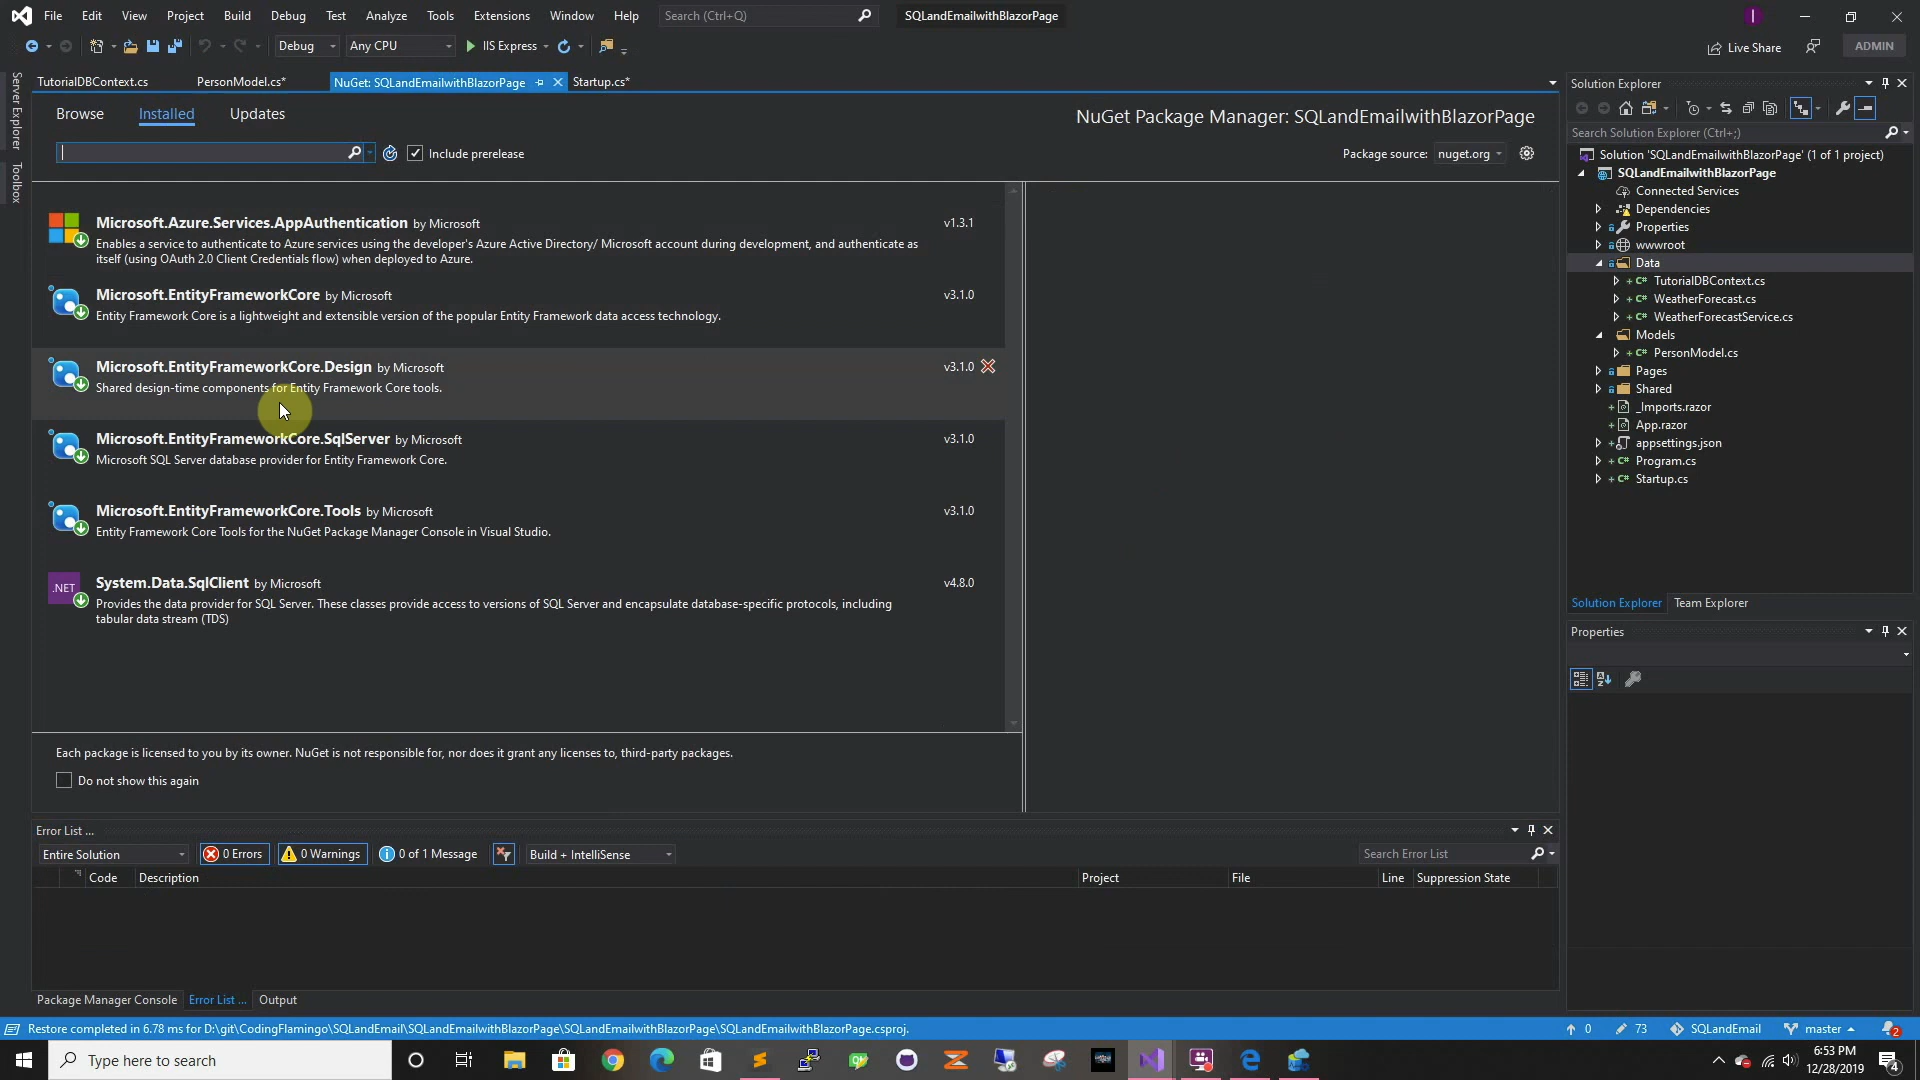 File Edit View Project Build Debug Test Analyze Tools Extensions Window Help Search (Ctrl+Q) SQLandEmailwithBlazorPage
Debug Any CPU IIS Express Live Share ADMIN
TutorialDBContext.cs PersonModel.cs* NuGet: SQLandEmailwithBlazorPage Startup.cs*
Server Explorer
Toolbox
Browse Installed Updates
NuGet Package Manager: SQLandEmailwithBlazorPage
Include prerelease
Package source: nuget.org
Microsoft.Azure.Services.AppAuthentication by Microsoft v1.3.1
Enables a service to authenticate to Azure services using the developer's Azure Active Directory/ Microsoft account during development, and authenticate as
itself (using OAuth 2.0 Client Credentials flow) when deployed to Azure.
Microsoft.EntityFrameworkCore by Microsoft v3.1.0
Entity Framework Core is a lightweight and extensible version of the popular Entity Framework data access technology.
Microsoft.EntityFrameworkCore.Design by Microsoft v3.1.0
Shared design-time components for Entity Framework Core tools.
Microsoft.EntityFrameworkCore.SqlServer by Microsoft v3.1.0
Microsoft SQL Server database provider for Entity Framework Core.
Microsoft.EntityFrameworkCore.Tools by Microsoft v3.1.0
Entity Framework Core Tools for the NuGet Package Manager Console in Visual Studio.
.NET
System.Data.SqlClient by Microsoft v4.8.0
Provides the data provider for SQL Server. These classes provide access to versions of SQL Server and encapsulate database-specific protocols, including
tabular data stream (TDS)
Each package is licensed to you by its owner. NuGet is not responsible for, nor does it grant any licenses to, third-party packages.
Do not show this again
Solution Explorer
Search Solution Explorer (Ctrl+;)
Solution 'SQLandEmailwithBlazorPage' (1 of 1 project)
SQLandEmailwithBlazorPage
Connected Services
Dependencies
Properties
wwwroot
Data
C# TutorialDBContext.cs
C# WeatherForecast.cs
C# WeatherForecastService.cs
Models
C# PersonModel.cs
Pages
Shared
_Imports.razor
App.razor
appsettings.json
C# Program.cs
C# Startup.cs
Solution Explorer Team Explorer
Properties
Error List ...
Entire Solution 0 Errors 0 Warnings 0 of 1 Message Build + IntelliSense Search Error List
Code Description Project File Line Suppression State
Package Manager Console Error List ... Output
Restore completed in 6.78 ms for D:\git\CodingFlamingo\SQLandEmail\SQLandEmailwithBlazorPage\SQLandEmailwithBlazorPage\SQLandEmailwithBlazorPage.csproj. 0 73 SQLandEmail master 2
Type here to search
6:53 PM
12/28/2019
4